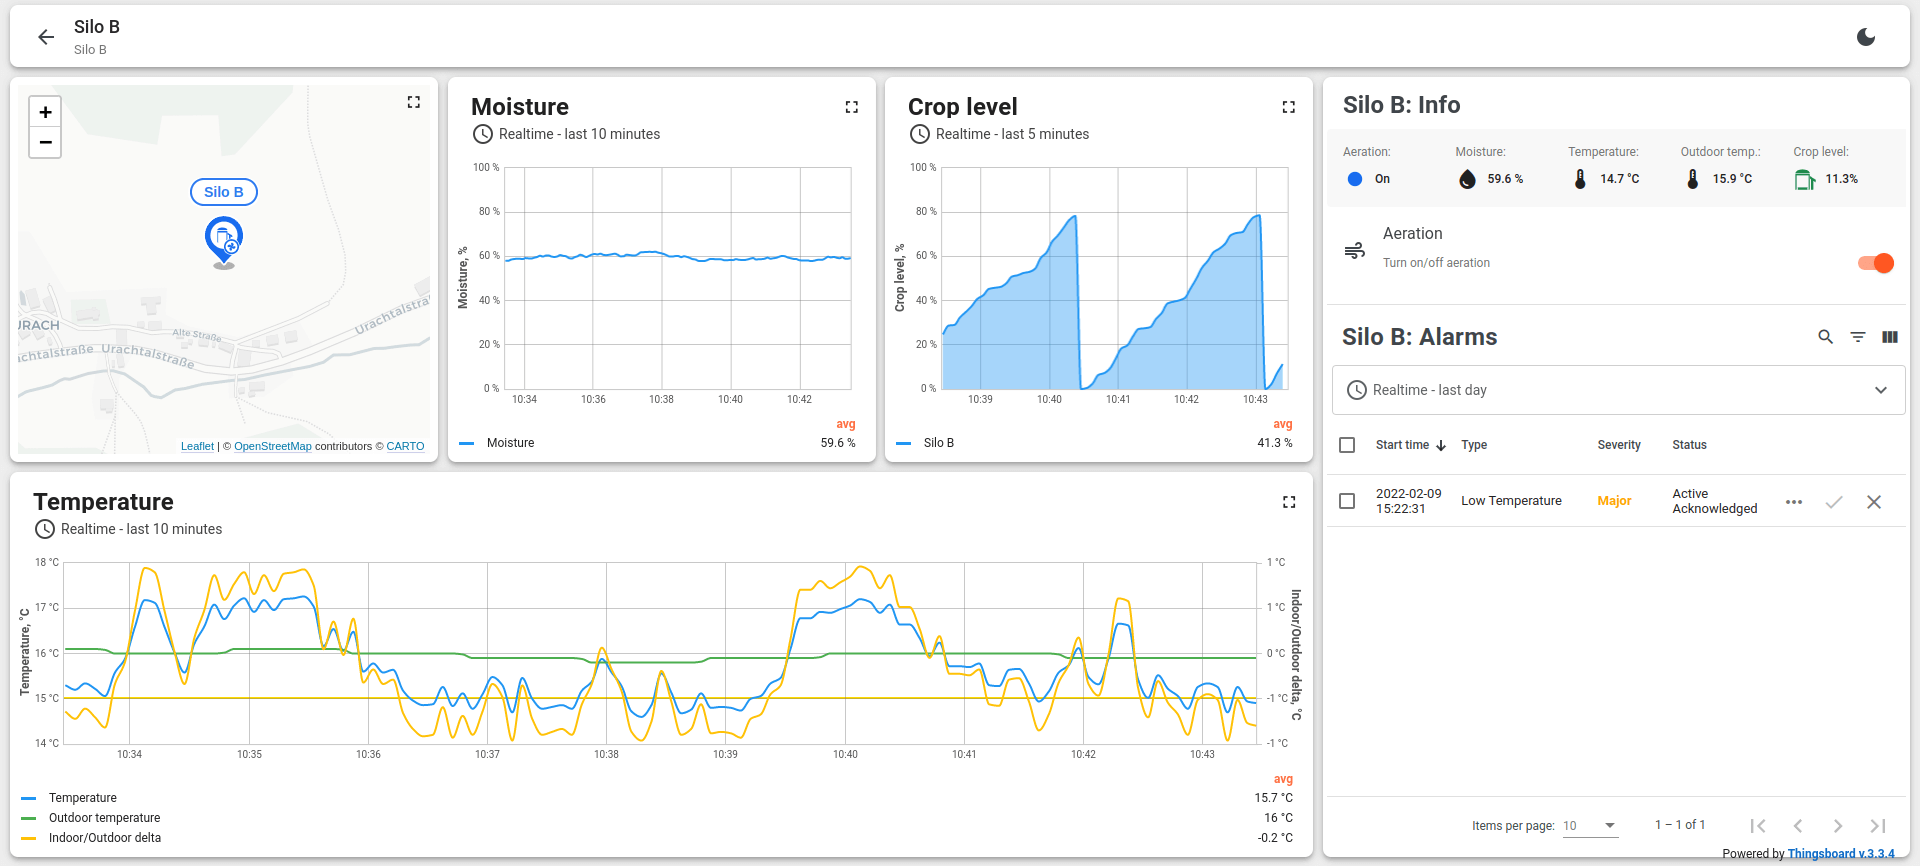 Silo B
Silo B
+
−
Silo B
URACH
Alte Straße
Urachtalstra
achtalstraße Urachtalstraße
Leaflet | © OpenStreetMap contributors © CARTO
Moisture
Realtime - last 10 minutes
100 %
80 %
60 %
40 %
20 %
0 %
Moisture, %
10:34 10:36 10:38 10:40 10:42
avg
Moisture 59.6 %
Crop level
Realtime - last 5 minutes
100 %
80 %
60 %
40 %
20 %
0 %
Crop level, %
10:39 10:40 10:41 10:42 10:43
avg
Silo B 41.3 %
Silo B: Info
Aeration: Moisture: Temperature: Outdoor temp.: Crop level:
On 59.6 % 14.7 °C 15.9 °C 11.3%
Aeration
Turn on/off aeration
Silo B: Alarms
Realtime - last day
Start time Type Severity Status
2022-02-09
15:22:31
Low Temperature
Major
Active
Acknowledged
Items per page: 10 1 – 1 of 1
Temperature
Realtime - last 10 minutes
18 °C
17 °C
16 °C
15 °C
14 °C
Temperature, °C
1 °C
1 °C
0 °C
-1 °C
-1 °C
Indoor/Outdoor delta, °C
10:34 10:35 10:36 10:37 10:38 10:39 10:40 10:41 10:42 10:43
avg
Temperature 15.7 °C
Outdoor temperature 16 °C
Indoor/Outdoor delta -0.2 °C
Powered by Thingsboard v.3.3.4